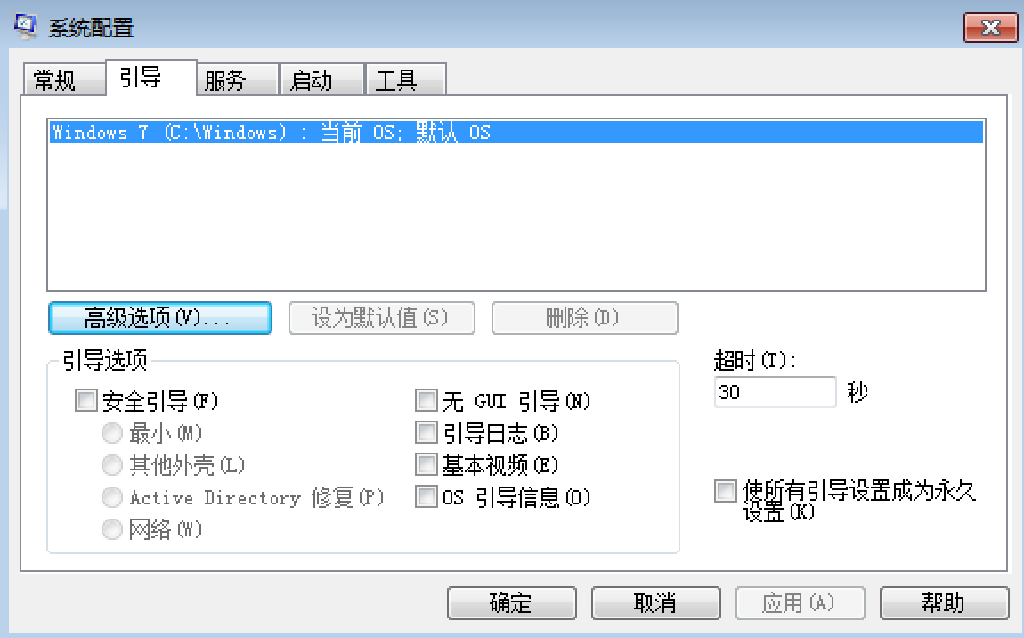 系统配置
常规 引导 服务 启动 工具
Windows 7 (C:\Windows) : 当前 OS; 默认 OS
高级选项(V)... 设为默认值(S) 删除(D)
引导选项
超时(T):
安全引导(F) 无 GUI 引导(N)
30 秒
最小(M) 引导日志(B)
其他外壳(L) 基本视频(E)
Active Directory 修复(P) OS 引导信息(O)
使所有引导设置成为永久
设置(K)
网络(W)
确定 取消 应用(A) 帮助